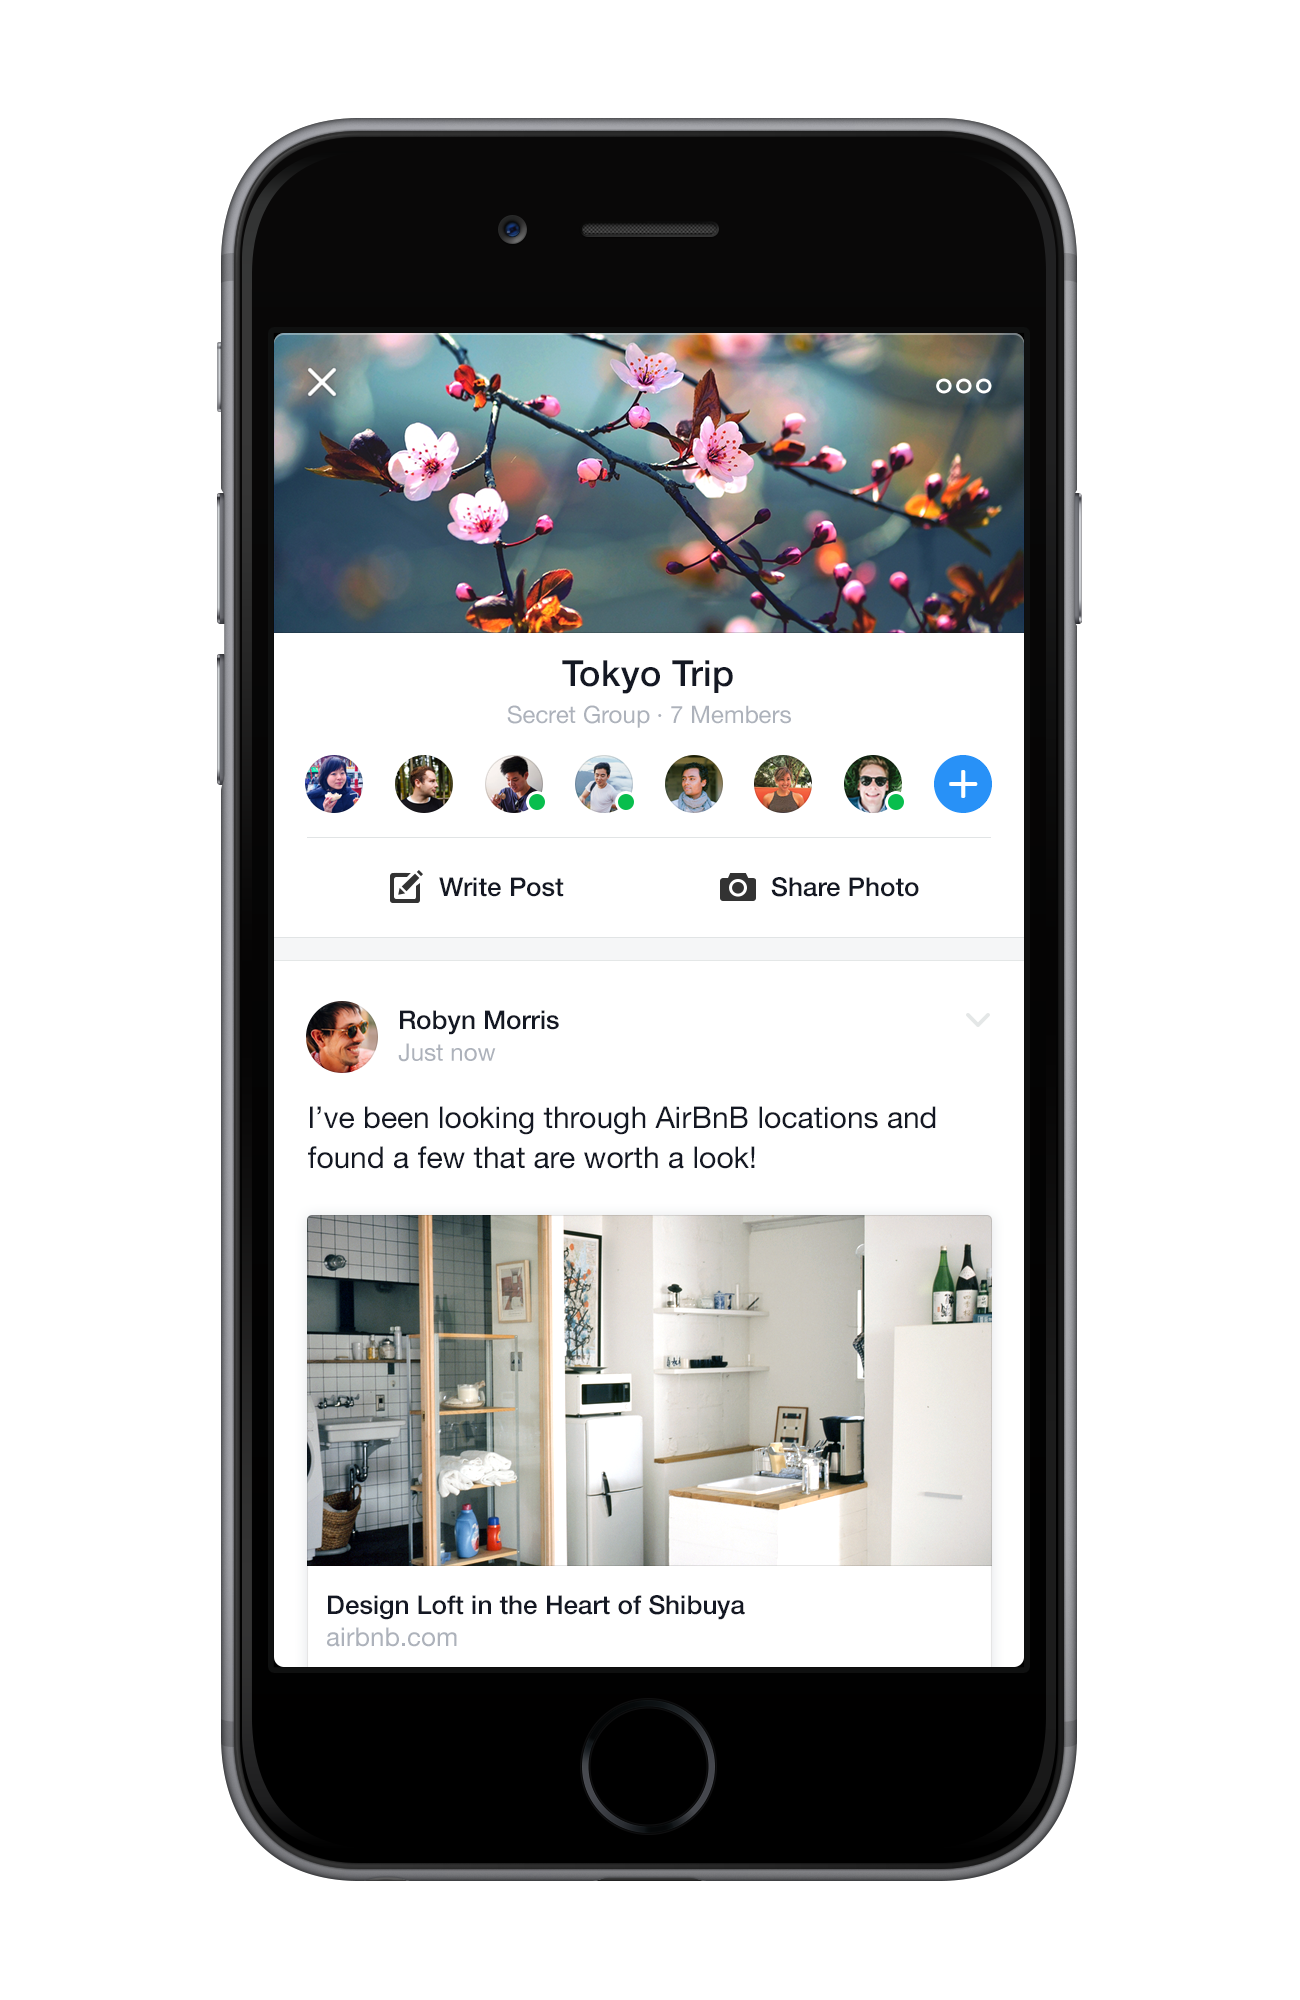 Tokyo Trip
Secret Group · 7 Members
Write Post
Share Photo
Robyn Morris
Just now
I’ve been looking through AirBnB locations and
found a few that are worth a look!
Design Loft in the Heart of Shibuya
airbnb.com